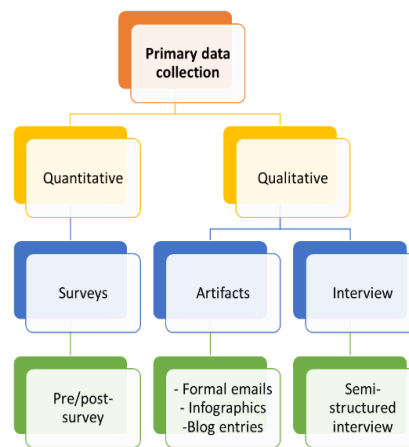 Primary data
collection
Quantitative
Qualitative
Surveys
Artifacts
Interview
Pre/post-
survey
- Formal emails
- Infographics
-Blog entries
Semi-
structured
interview